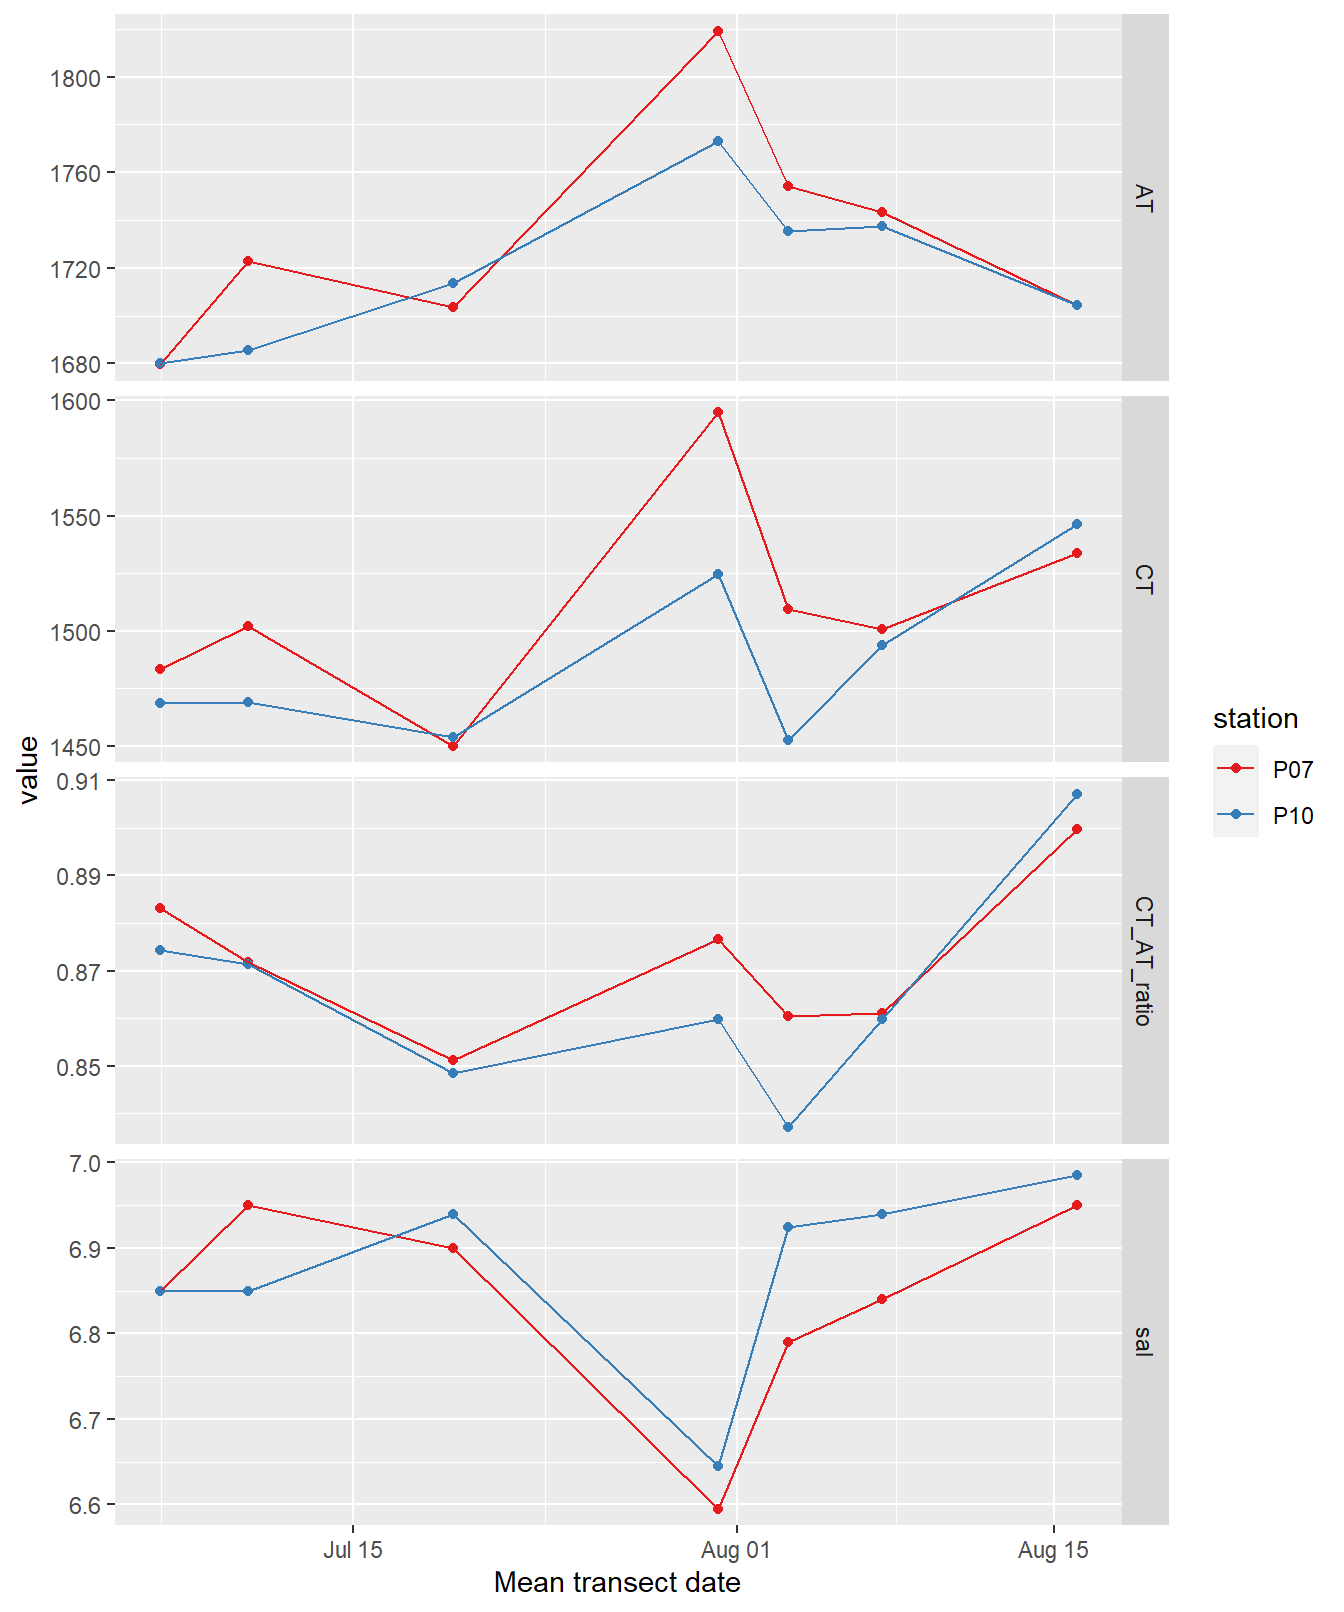 1800
1760
1720
1680
AT
1600
1550
1500
1450
CT
0.91
0.89
0.87
0.85
CT_AT_ratio
7.0
6.9
6.8
6.7
6.6
sal
value
Jul 15
Aug 01
Aug 15
Mean transect date
station
P07
P10